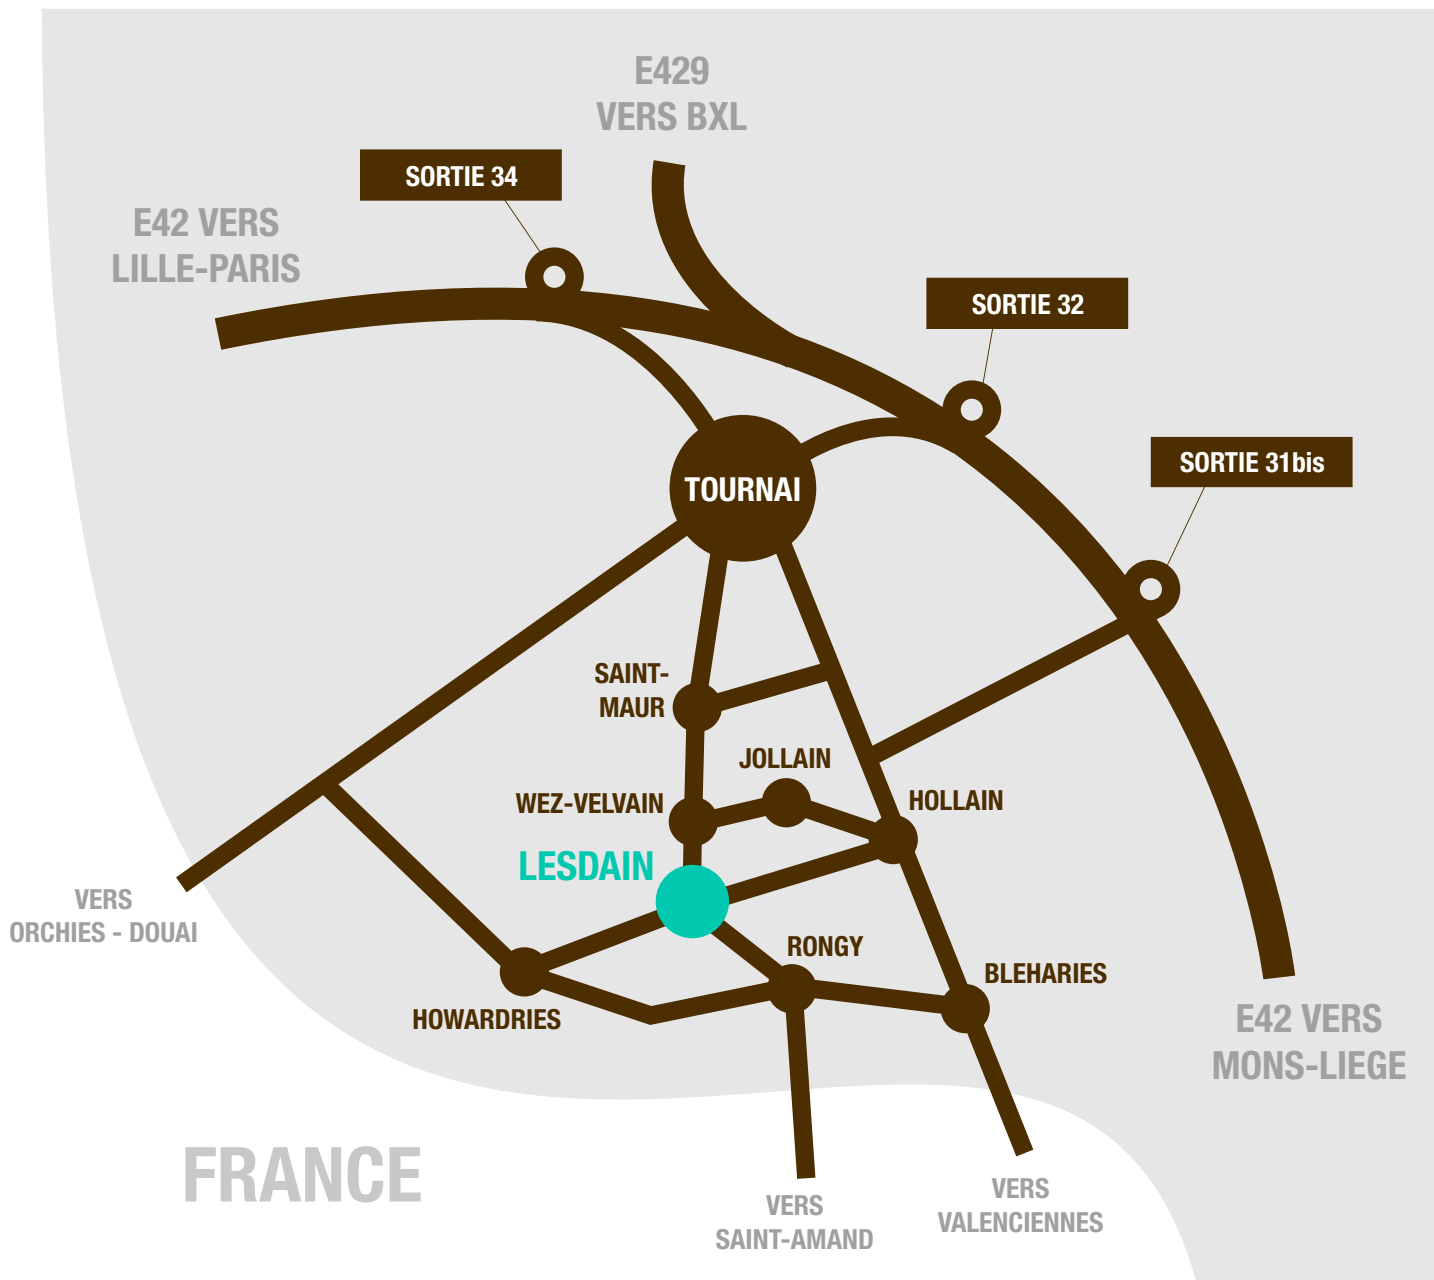 E429
VERS BXL
SORTIE 34
E42 VERS
LILLE-PARIS
SORTIE 32
SORTIE 31bis
TOURNAI
SAINT-
MAUR
JOLLAIN
WEZ-VELVAIN
HOLLAIN
LESDAIN
VERS
ORCHIES - DOUAI
RONGY
BLEHARIES
HOWARDRIES
E42 VERS
MONS-LIEGE
FRANCE
VERS
SAINT-AMAND
VERS
VALENCIENNES